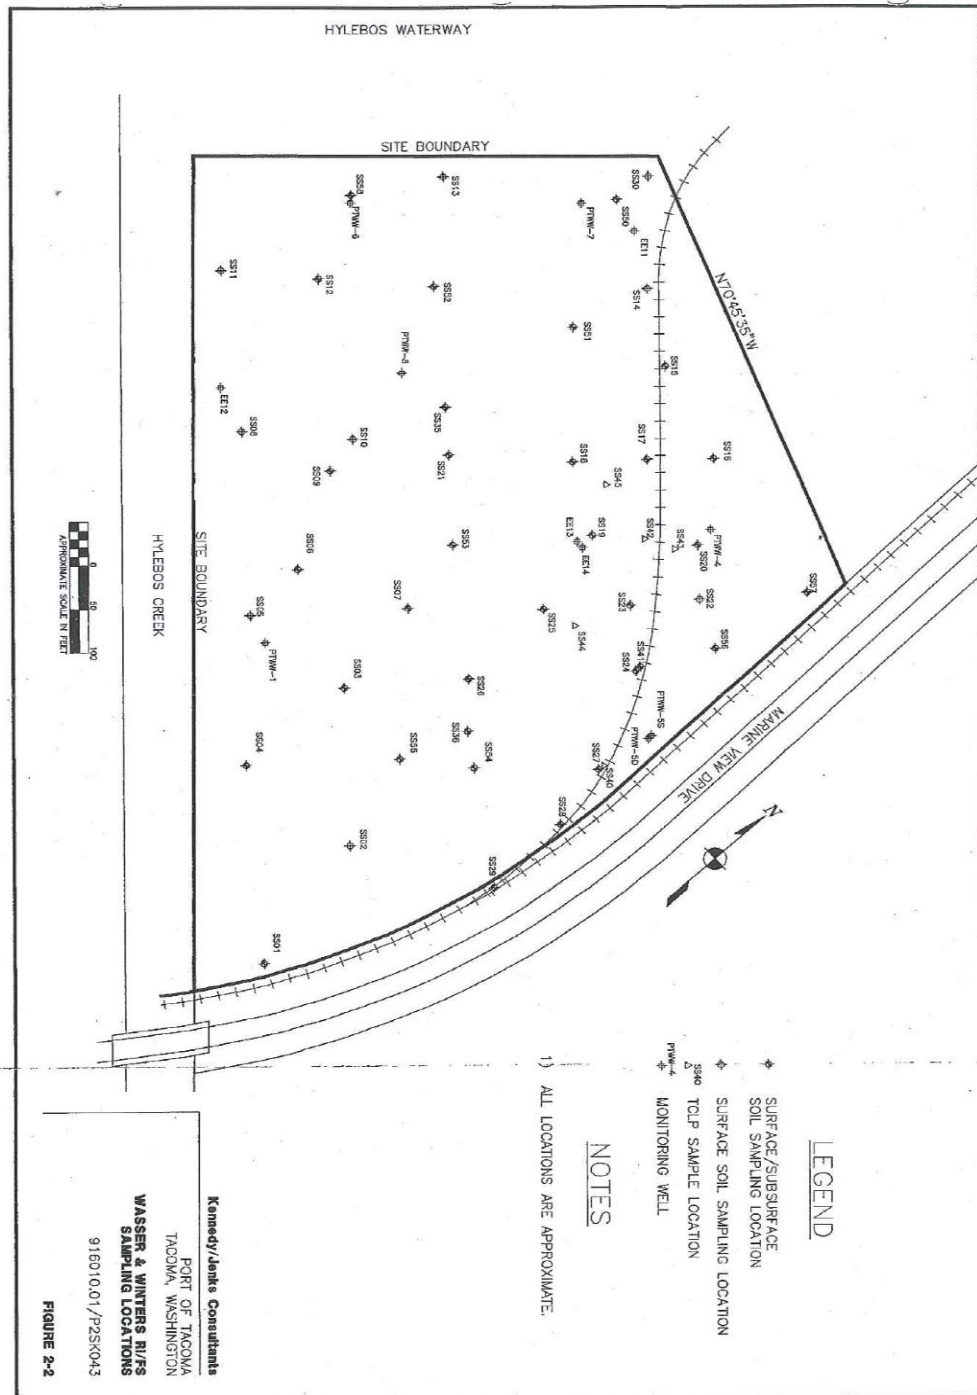 HYLEBOS WATERWAY
SITE BOUNDARY
SS58
PTWW-6
SS13
PTWW-7
SS50
SS30
EE11
SS11
SS12
SS52
SS51
SS14
N70°45'35"W
PTWW-8
SS15
EE12
SS08
SS10
SS35
SS09
SS21
SS18
SS45
SS17
SS16
SS06
SS53
EE13
SS19
EE14
SS42
SS43
PTWW-4
SS20
SS22
SS57
SS05
PTWW-1
SS07
SS25
SS44
SS23
SS56
SS03
SS26
SS41
SS24
SS04
SS55
SS36
SS54
SS27
SS40
PTWW-5S
PTWW-5D
SS02
SS28
SS29
SS01
MARINE VIEW DRIVE
N
SITE BOUNDARY
HYLEBOS CREEK
0 50 100
APPROXIMATE SCALE IN FEET
LEGEND
SURFACE/SUBSURFACE
SOIL SAMPLING LOCATION
SURFACE SOIL SAMPLING LOCATION
SS40 TCLP SAMPLE LOCATION
PTWW-4 MONITORING WELL
NOTES
1) ALL LOCATIONS ARE APPROXIMATE.
Kennedy/Jenks Consultants
PORT OF TACOMA
TACOMA, WASHINGTON
WASSER & WINTERS RI/FS
SAMPLING LOCATIONS
916010.01/P2SK043
FIGURE 2-2